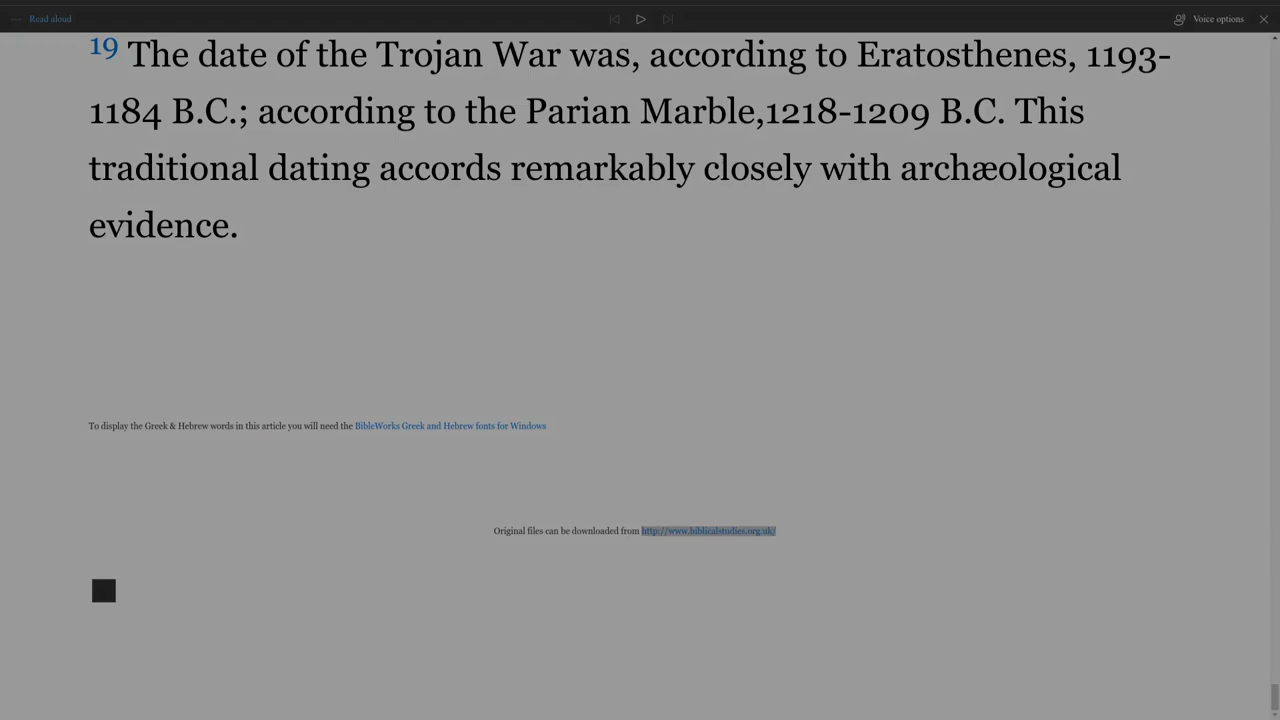 Read aloud
Voice options
19 The date of the Trojan War was, according to Eratosthenes, 1193-
1184 B.C.; according to the Parian Marble,1218-1209 B.C. This
traditional dating accords remarkably closely with archæological
evidence.
To display the Greek & Hebrew words in this article you will need the BibleWorks Greek and Hebrew fonts for Windows
Original files can be downloaded from http://www.biblicalstudies.org.uk/